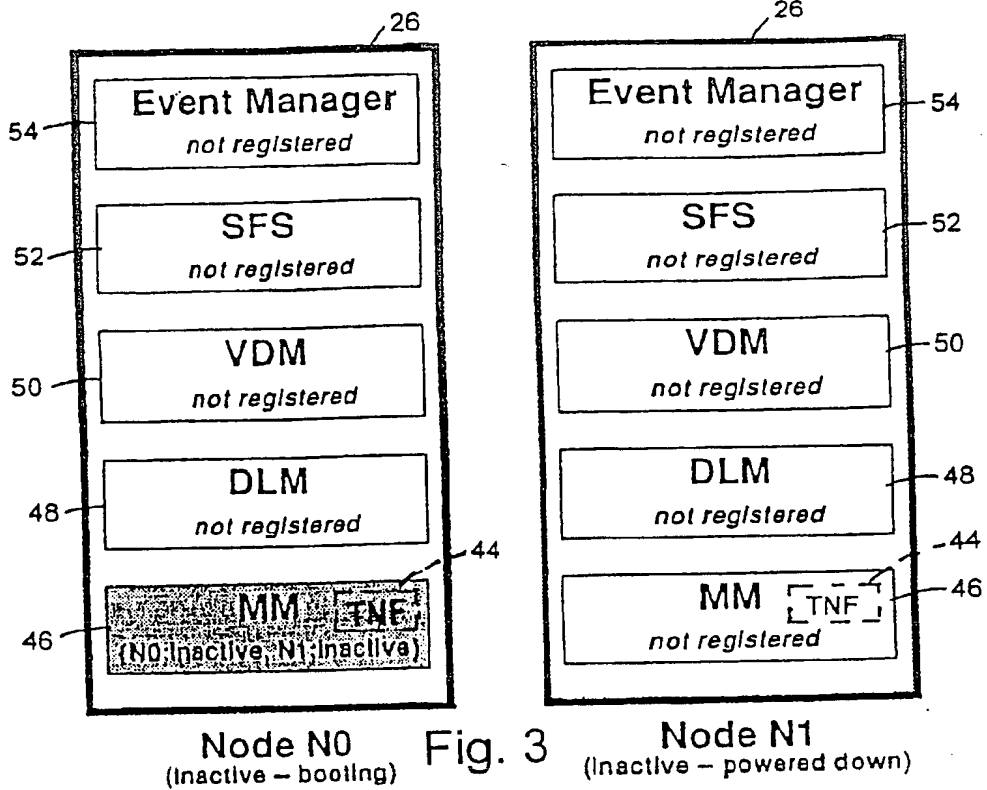 26
Event Manager
not registered
54
SFS
not registered
52
VDM
not registered
50
DLM
not registered
48
44
MM
TNF
46
(N0;Inactive, N1;Inactive)
Node N0
(Inactive – booting)
26
Event Manager
not registered
54
SFS
not registered
52
VDM
not registered
50
DLM
not registered
48
44
MM
TNF
46
not registered
Node N1
(Inactive – powered down)
Fig. 3